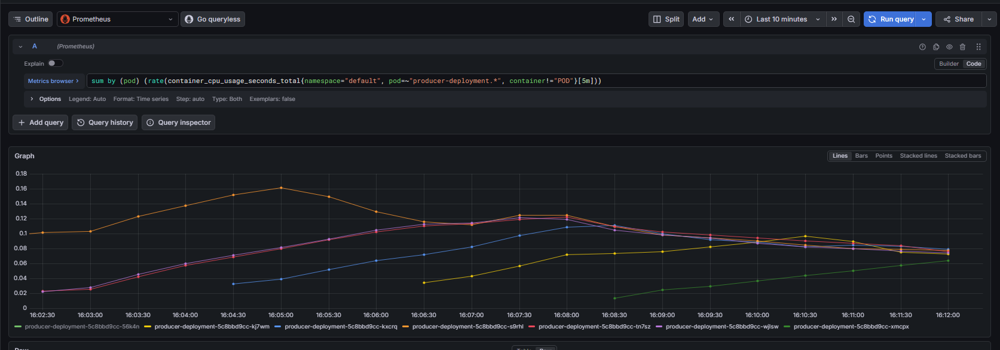 Outline Prometheus Go queryless Split Add Last 10 minutes Run query Share
A (Prometheus)
Explain Builder Code
Metrics browser > sum by (pod) (rate(container_cpu_usage_seconds_total{namespace="default", pod=~"producer-deployment.*", container!="POD"}[5m]))
Options Legend: Auto Format: Time series Step: auto Type: Both Exemplars: false
+ Add query Query history Query inspector
Graph Lines Bars Points Stacked lines Stacked bars
0.18
0.16
0.14
0.12
0.1
0.08
0.06
0.04
0.02
0
16:02:30 16:03:00 16:03:30 16:04:00 16:04:30 16:05:00 16:05:30 16:06:00 16:06:30 16:07:00 16:07:30 16:08:00 16:08:30 16:09:00 16:09:30 16:10:00 16:10:30 16:11:00 16:11:30 16:12:00
producer-deployment-5c8bbd9cc-56k4n producer-deployment-5c8bbd9cc-kj7wm producer-deployment-5c8bbd9cc-kxcrq producer-deployment-5c8bbd9cc-s9rhl producer-deployment-5c8bbd9cc-tn7sz producer-deployment-5c8bbd9cc-wjlsw producer-deployment-5c8bbd9cc-xmcpx